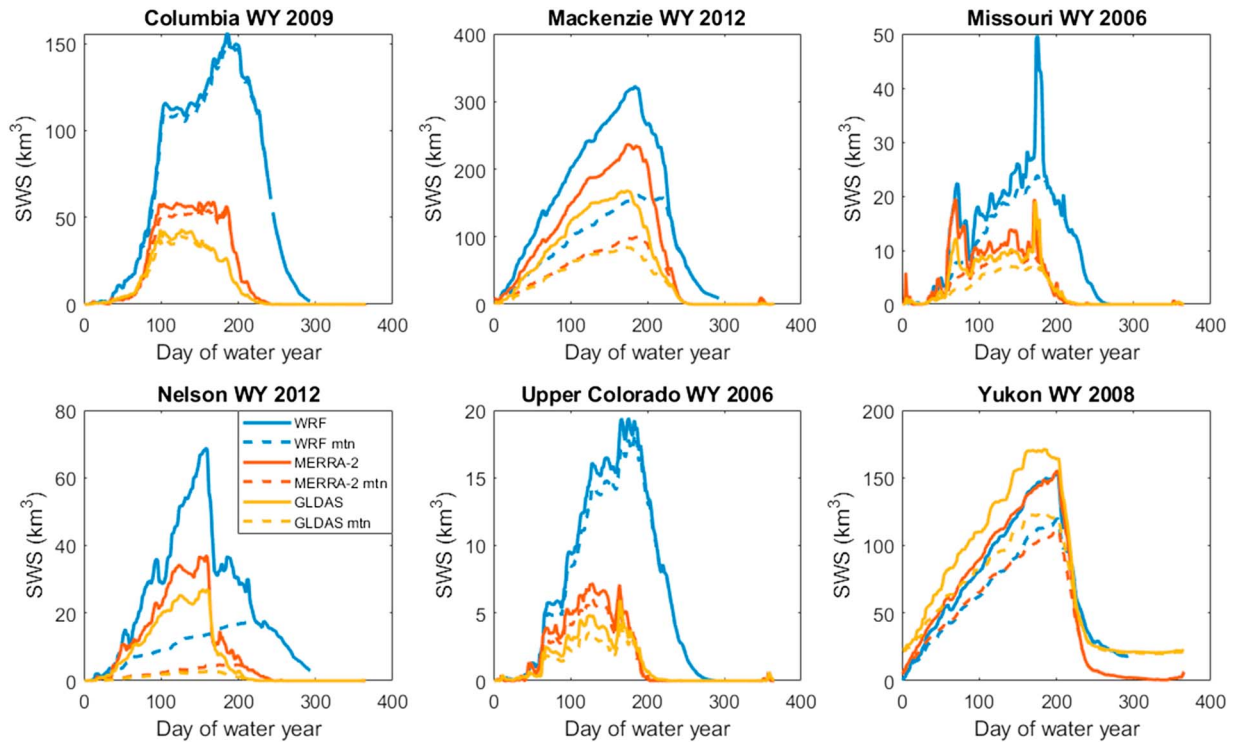 Columbia WY 2009
SWS (km³)
150
100
50
0
0 100 200 300 400
Day of water year
Mackenzie WY 2012
SWS (km³)
400
300
200
100
0
0 100 200 300 400
Day of water year
Missouri WY 2006
SWS (km³)
50
40
30
20
10
0
0 100 200 300 400
Day of water year
Nelson WY 2012
SWS (km³)
80
60
40
20
0
0 100 200 300 400
Day of water year
WRF
WRF mtn
MERRA-2
MERRA-2 mtn
GLDAS
GLDAS mtn
Upper Colorado WY 2006
SWS (km³)
20
15
10
5
0
0 100 200 300 400
Day of water year
Yukon WY 2008
SWS (km³)
200
150
100
50
0
0 100 200 300 400
Day of water year